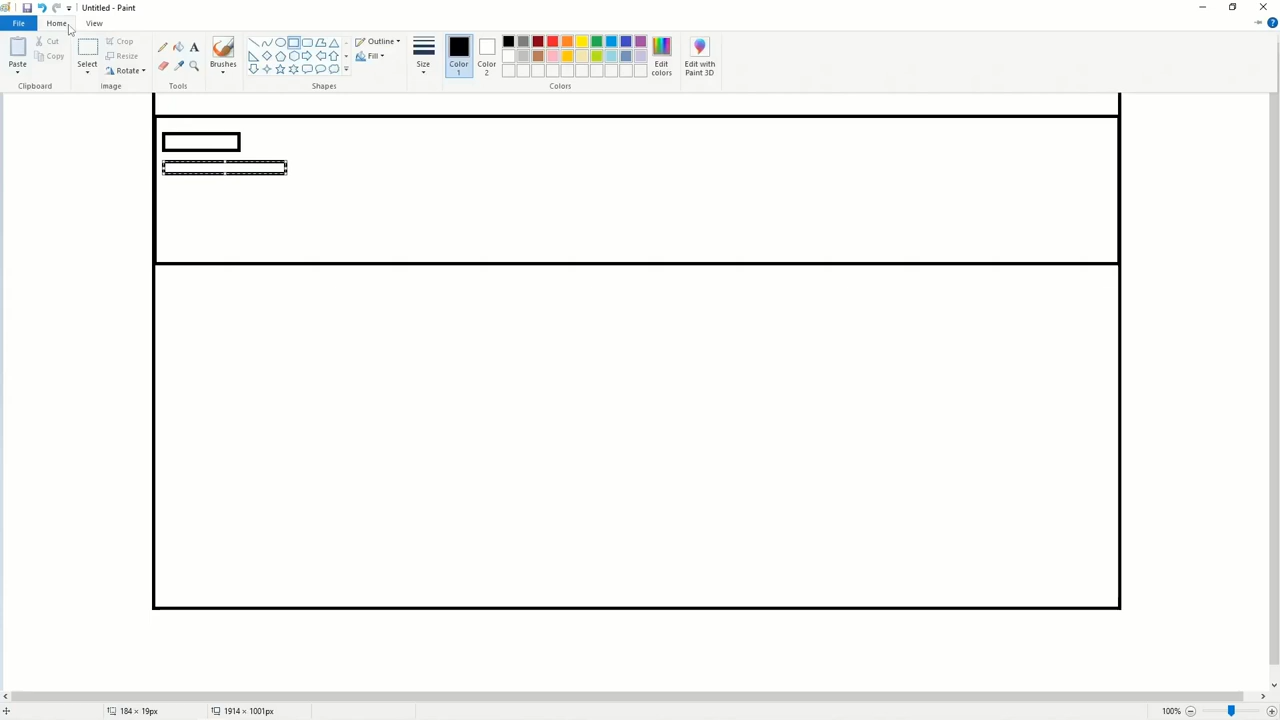 Untitled - Paint
File Home View
Paste Cut Copy Clipboard
Select Crop Resize Rotate Image
Tools
Brushes
Shapes Outline Fill
Size
Color 1
Color 2
Edit colors
Edit with Paint 3D
Colors
184 × 19px 1914 × 1001px 100%